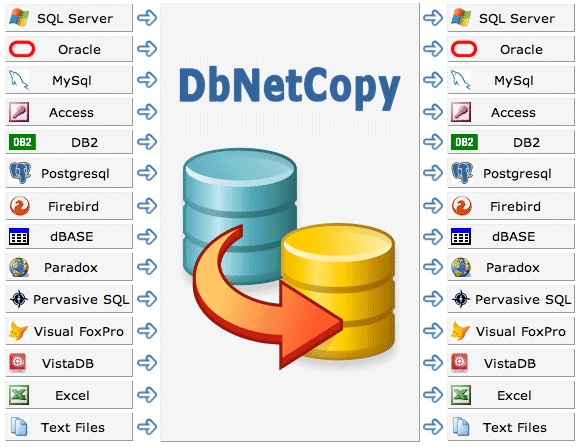 SQL Server
Oracle
MySql
Access
DB2 DB2
Postgresql
Firebird
dBASE
Paradox
Pervasive SQL
Visual FoxPro
VistaDB
Excel
Text Files
DbNetCopy
SQL Server
Oracle
MySql
Access
DB2 DB2
Postgresql
Firebird
dBASE
Paradox
Pervasive SQL
Visual FoxPro
VistaDB
Excel
Text Files